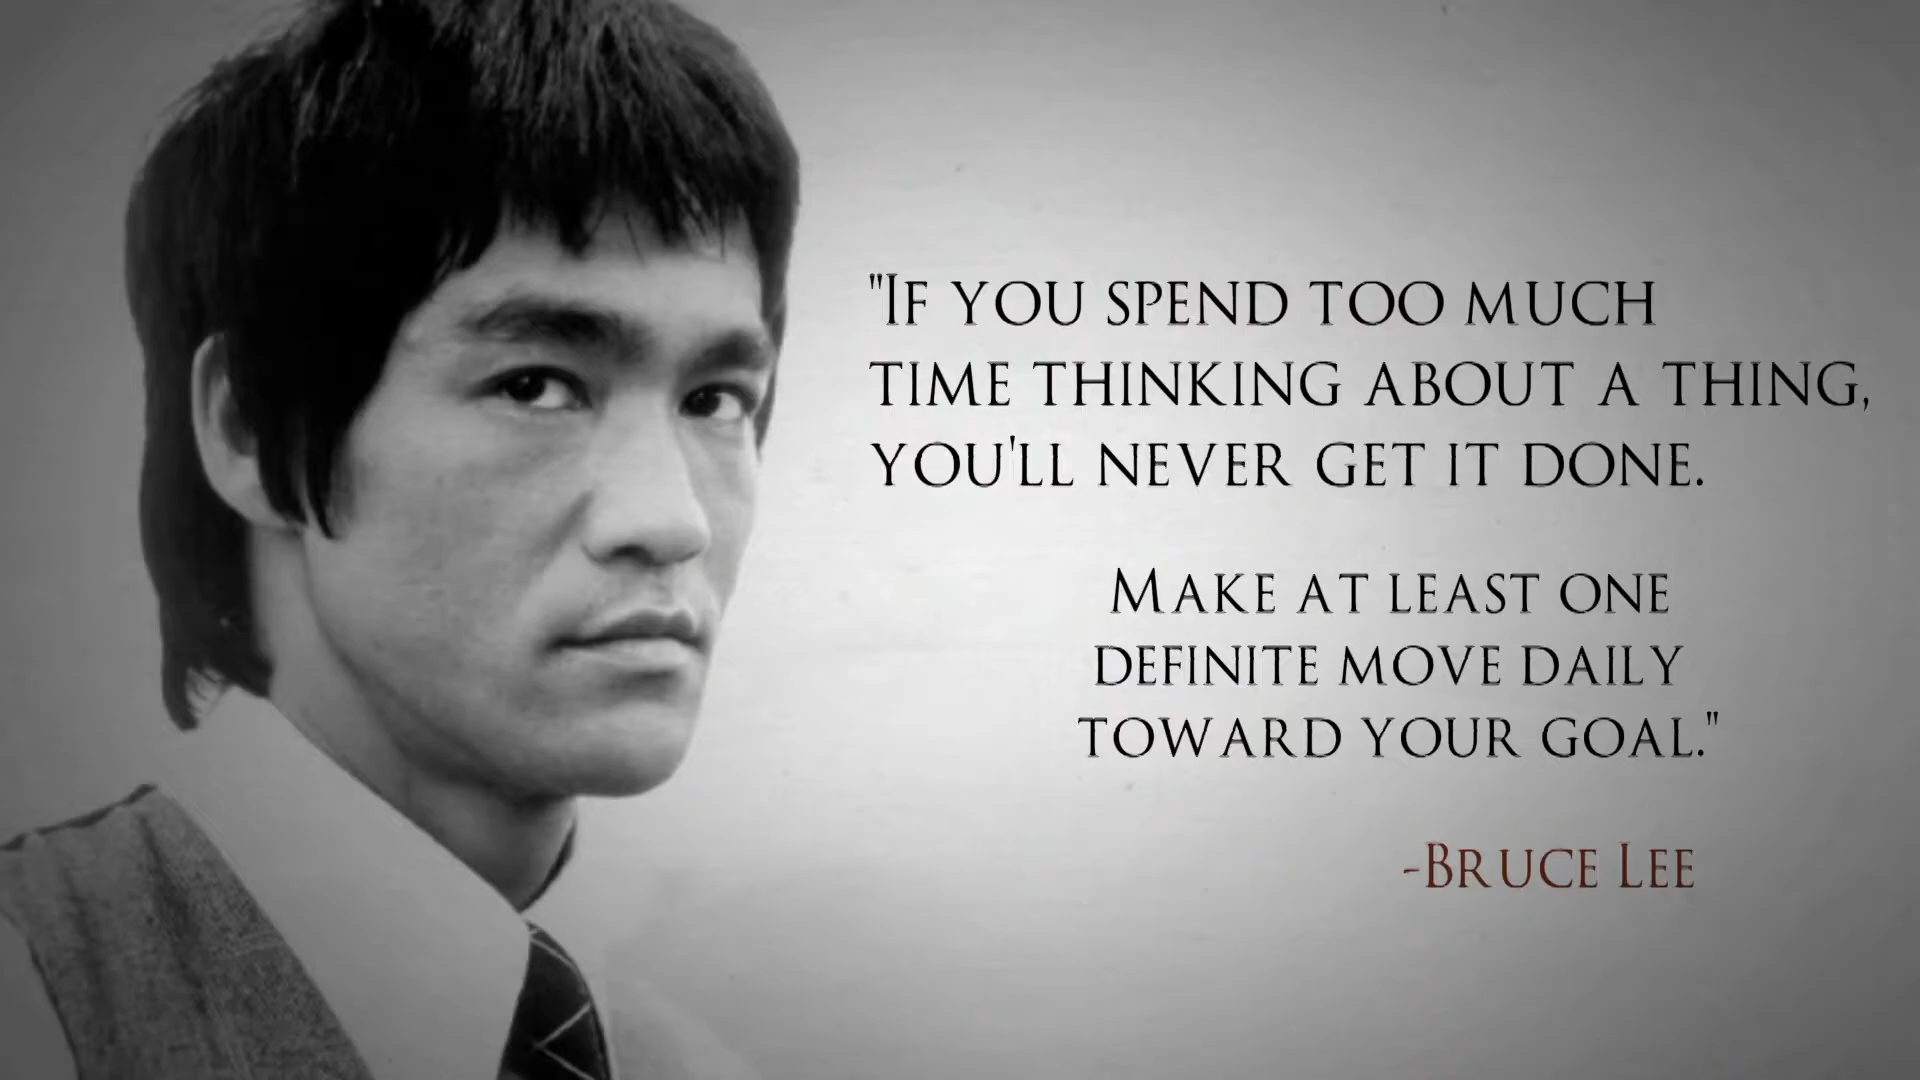 "If you spend too much
time thinking about a thing,
you'll never get it done.
Make at least one
definite move daily
toward your goal."
-Bruce Lee